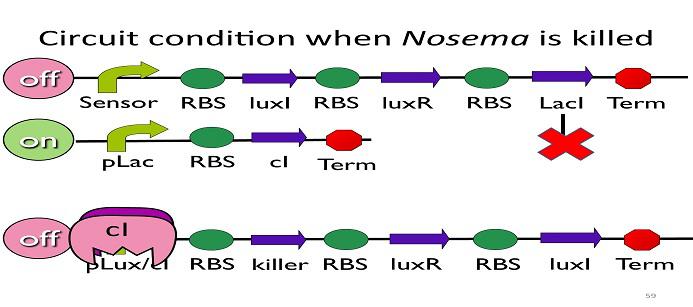 Circuit condition when Nosema is killed
off
Sensor RBS luxI RBS luxR RBS LacI Term
on
pLac RBS cI Term
cI
off
pLux/cI RBS killer RBS luxR RBS luxI Term
59